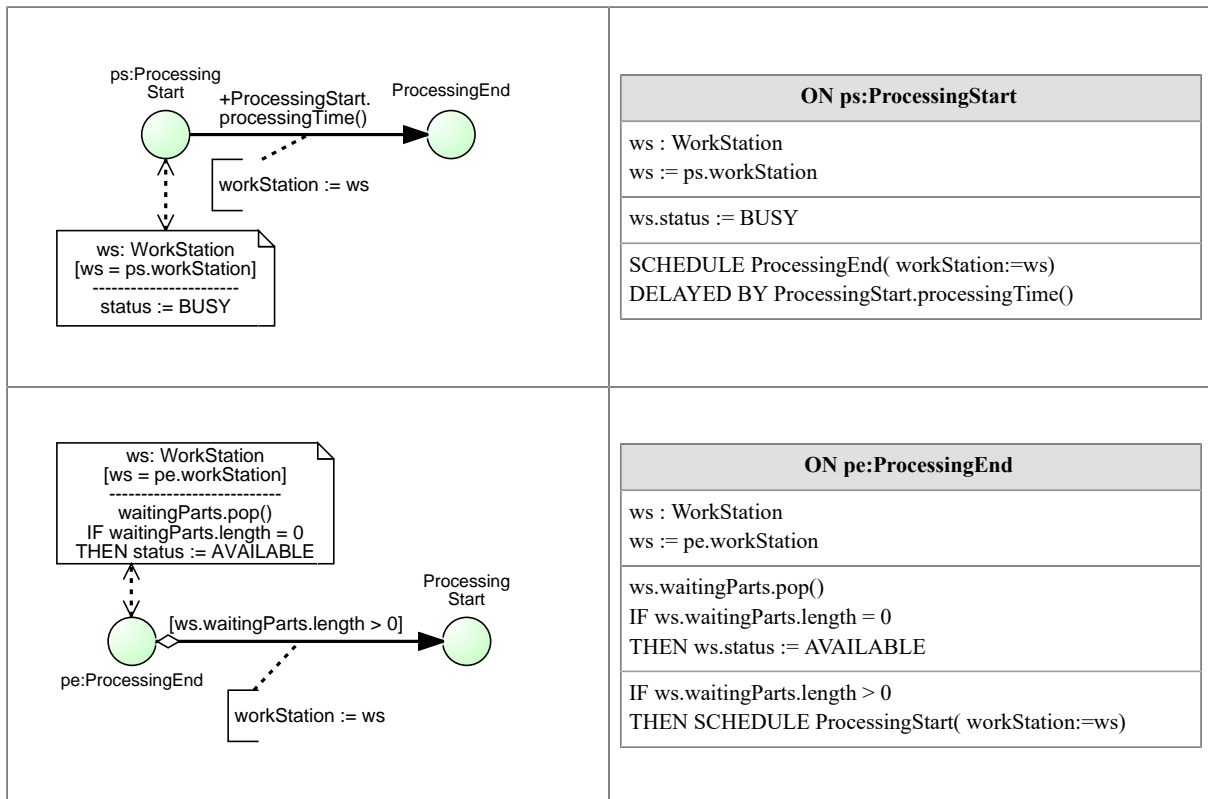 ps:Processing
Start
+ProcessingStart.
processingTime()
ProcessingEnd
workStation := ws
ws: WorkStation
[ws = ps.workStation]
-----------------------
status := BUSY
ON ps:ProcessingStart
ws : WorkStation
ws := ps.workStation
ws.status := BUSY
SCHEDULE ProcessingEnd( workStation:=ws)
DELAYED BY ProcessingStart.processingTime()
ws: WorkStation
[ws = pe.workStation]
---------------------------
waitingParts.pop()
IF waitingParts.length = 0
THEN status := AVAILABLE
Processing
Start
[ws.waitingParts.length > 0]
pe:ProcessingEnd
workStation := ws
ON pe:ProcessingEnd
ws : WorkStation
ws := pe.workStation
ws.waitingParts.pop()
IF ws.waitingParts.length = 0
THEN ws.status := AVAILABLE
IF ws.waitingParts.length > 0
THEN SCHEDULE ProcessingStart( workStation:=ws)